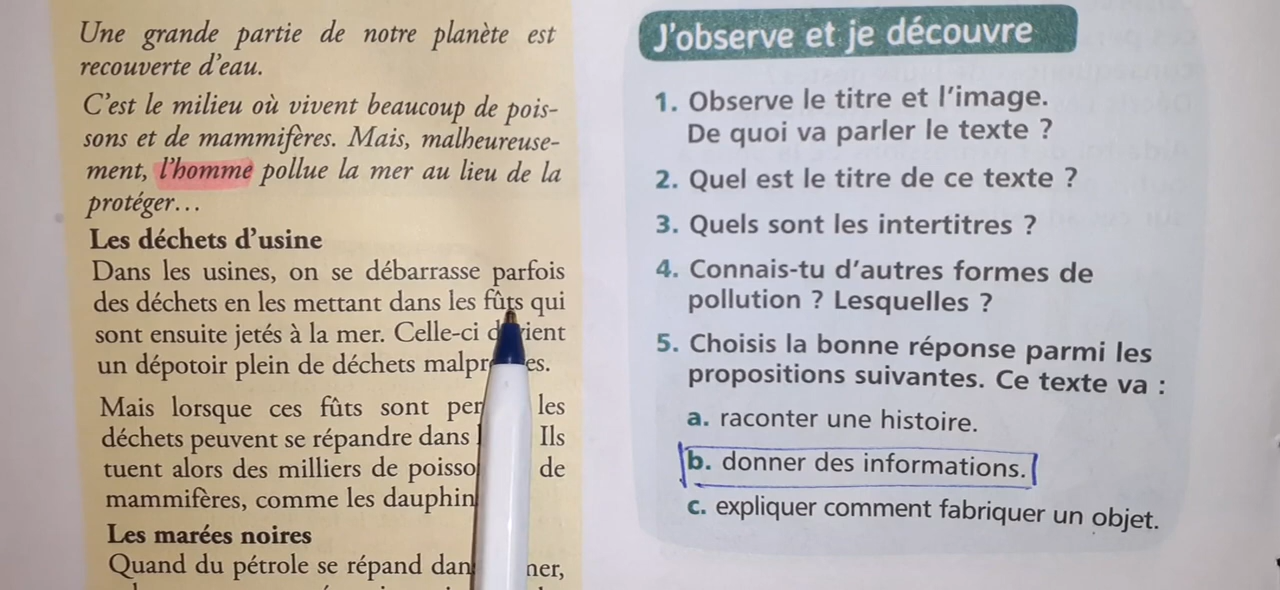 Une grande partie de notre planète est
recouverte d'eau.
C'est le milieu où vivent beaucoup de pois-
sons et de mammifères. Mais, malheureuse-
ment, l'homme pollue la mer au lieu de la
protéger...
Les déchets d'usine
Dans les usines, on se débarrasse parfois
des déchets en les mettant dans les fûts qui
sont ensuite jetés à la mer. Celle-ci
un dépotoir plein de déchets
Mais lorsque ces fûts sont les
déchets peuvent se répandre dans Ils
tuent alors des milliers de de
mammifères, comme les
Les marées noires
Quand du pétrole se répand
J'observe et je découvre
1. Observe le titre et l'image.
De quoi va parler le texte ?
2. Quel est le titre de ce texte ?
3. Quels sont les intertitres ?
4. Connais-tu d'autres formes de
pollution ? Lesquelles ?
5. Choisis la bonne réponse parmi les
propositions suivantes. Ce texte va :
a. raconter une histoire.
b. donner des informations.
c. expliquer comment fabriquer un objet.